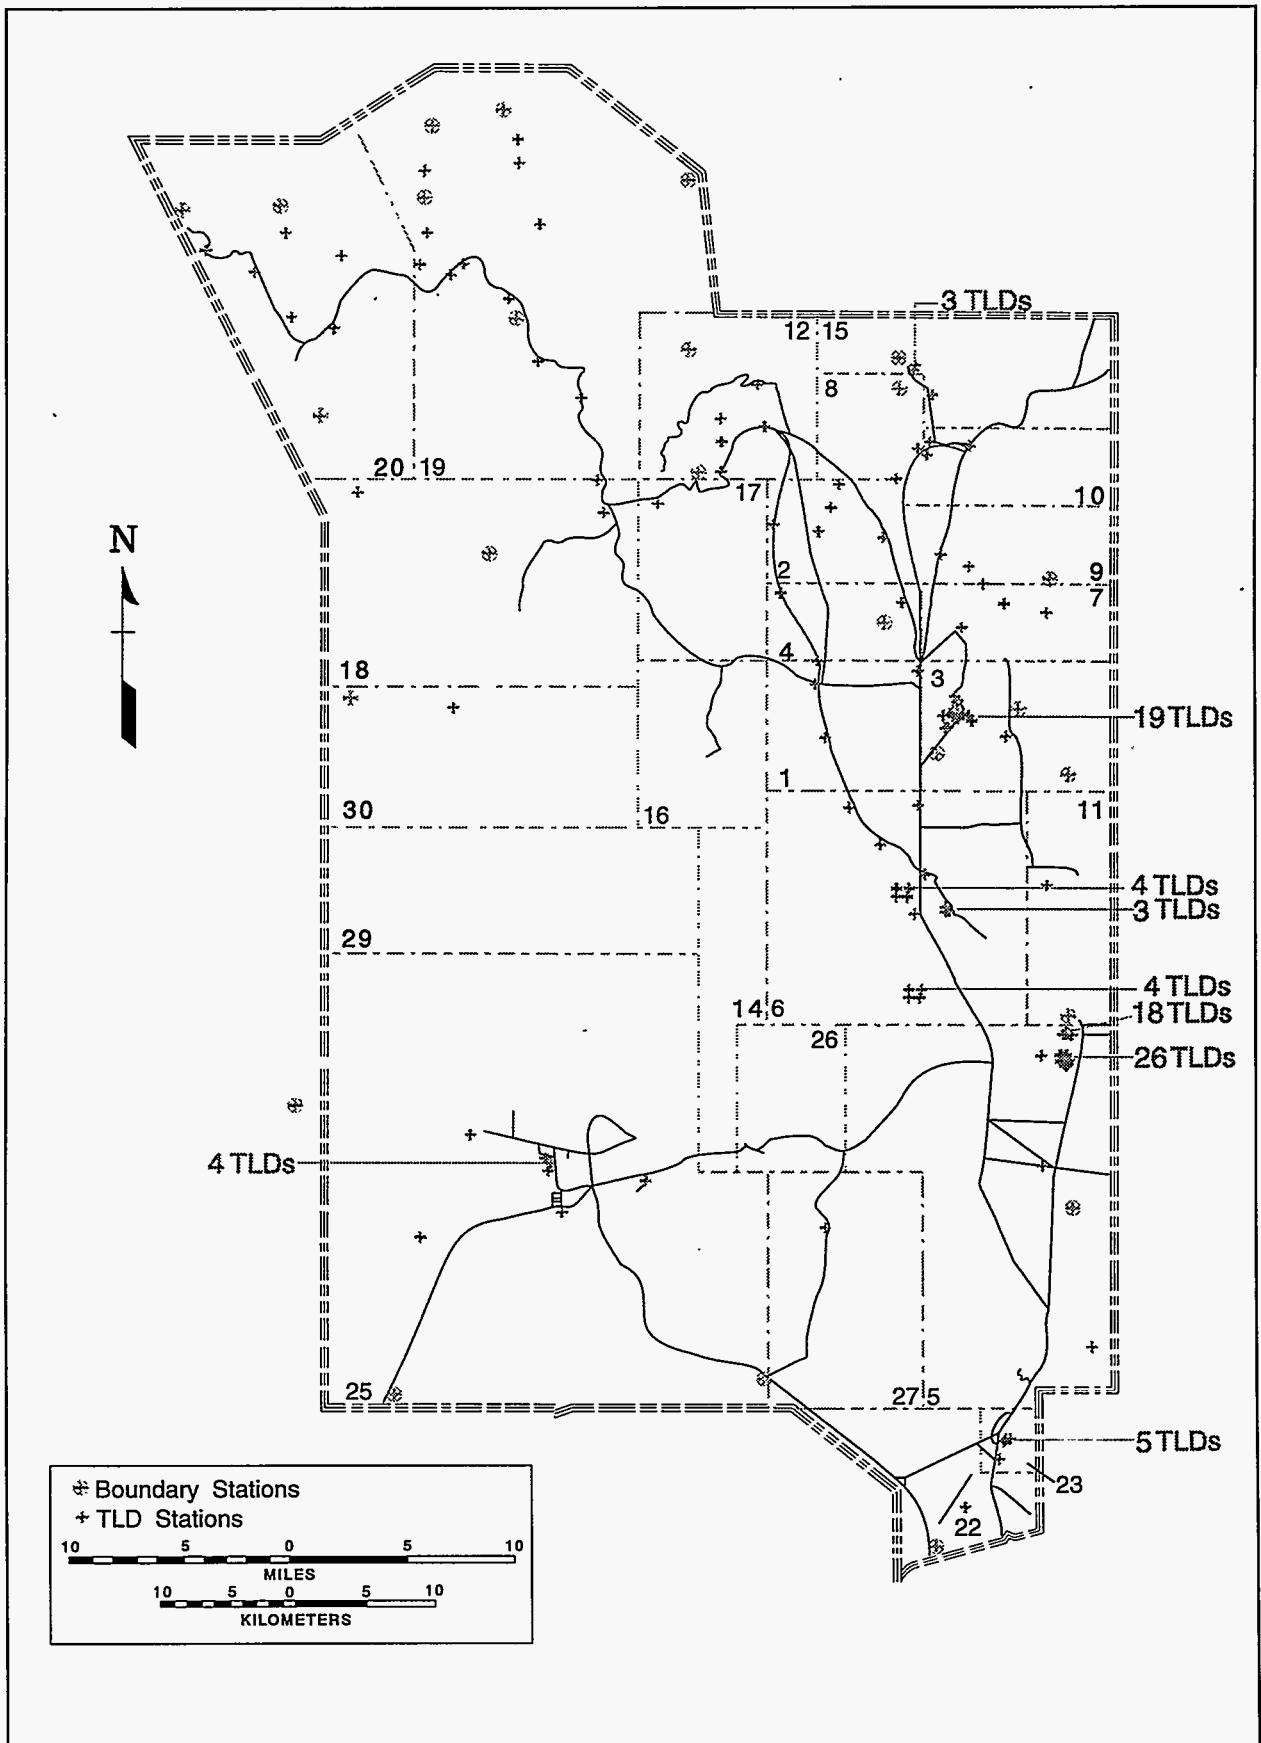 3 TLDs
12 15
8
20 19
17
10
N
2
9
7
4
18
3
19 TLDs
1
30
16
11
4 TLDs
3 TLDs
29
4 TLDs
14 6
18 TLDs
26
26 TLDs
4 TLDs
25
27 5
5 TLDs
23
22
Boundary Stations
TLD Stations
10 5 0 5 10
MILES
10 5 0 5 10
KILOMETERS